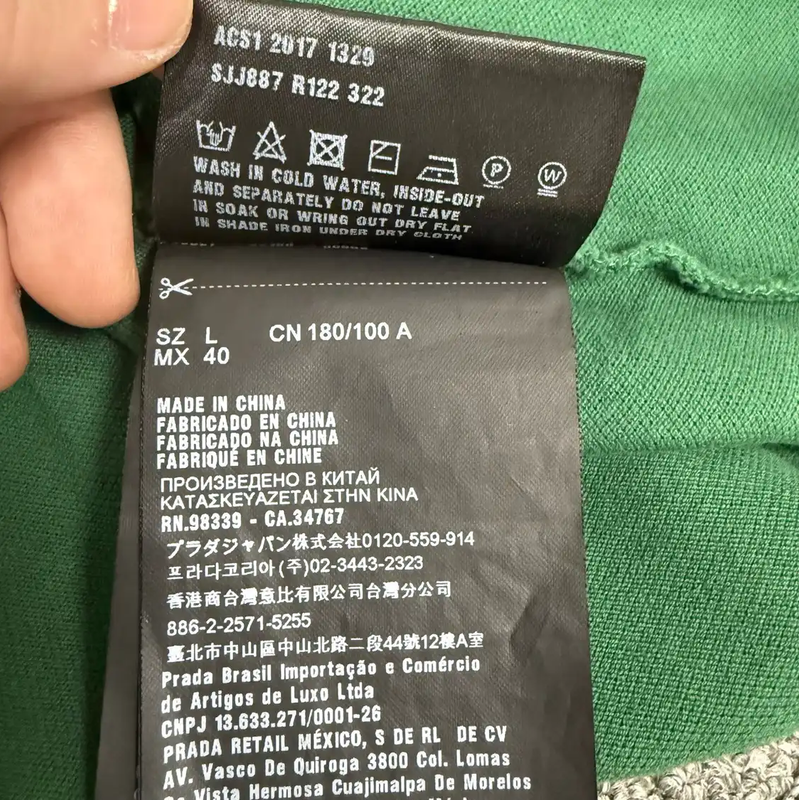 ACS1 2017 1329
SJJ887 R122 322
P W
WASH IN COLD WATER, INSIDE-OUT
AND SEPARATELY DO NOT LEAVE
IN SOAK OR WRING OUT DRY FLAT
IN SHADE IRON UNDER DRY CLOTH
SZ L CN 180/100 A
MX 40
MADE IN CHINA
FABRICADO EN CHINA
FABRICADO NA CHINA
FABRIQUÉ EN CHINE
ПРОИЗВЕДЕНО В КИТАЙ
ΚΑΤΑΣΚΕΥΑΖΕΤΑΙ ΣΤΗΝ ΚΙΝΑ
RN.98339 - CA.34767
プラダジャパン株式会社0120-559-914
프라다코리아(주)02-3443-2323
香港商台灣意比有限公司台灣分公司
886-2-2571-5255
臺北市中山區中山北路二段44號12樓A室
Prada Brasil Importação e Comércio
de Artigos de Luxo Ltda
CNPJ 13.633.271/0001-26
PRADA RETAIL MÉXICO, S DE RL DE CV
AV. Vasco De Quiroga 3800 Col. Lomas
Vista Hermosa Cuajimalpa De Morelos